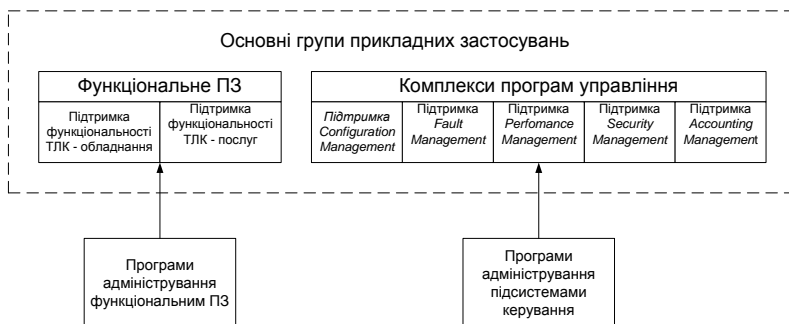 Основні групи прикладних застосувань
Функціональне ПЗ
Комплекси програм управління
Підтримка
функціональності
ТЛК - обладнання
Підтримка
функціональності
ТЛК - послуг
Підтримка
Configuration
Management
Підтримка
Fault
Management
Підтримка
Perfomance
Management
Підтримка
Security
Management
Підтримка
Accounting
Management
Програми
адміністрування
функціональним ПЗ
Програми
адміністрування
підсистемами
керування